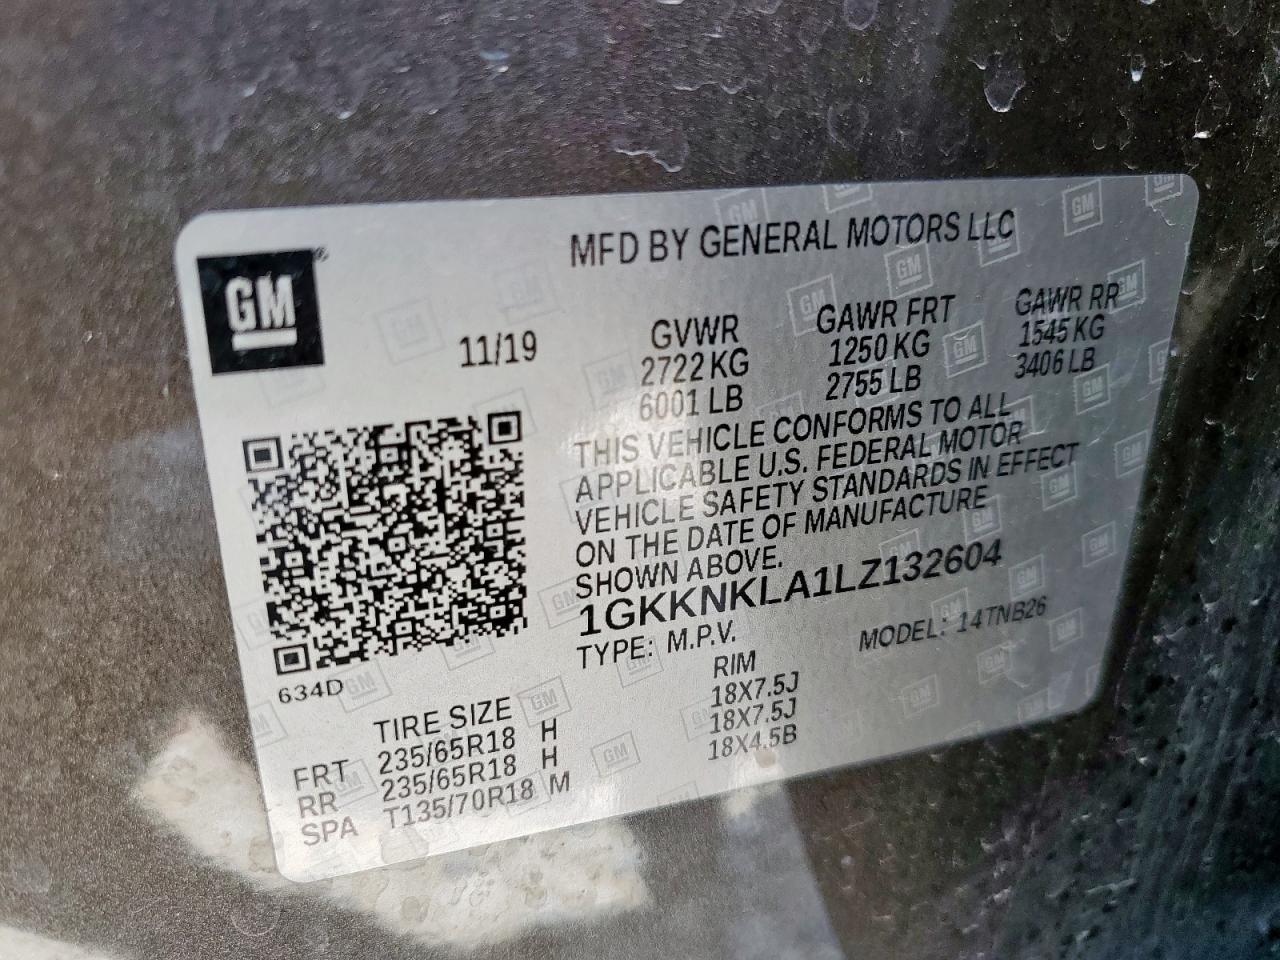 GM
MFD BY GENERAL MOTORS LLC
11/19
GVWR GAWR FRT GAWR RR
2722 KG 1250 KG 1545 KG
6001 LB 2755 LB 3406 LB
THIS VEHICLE CONFORMS TO ALL
APPLICABLE U.S. FEDERAL MOTOR
VEHICLE SAFETY STANDARDS IN EFFECT
ON THE DATE OF MANUFACTURE
SHOWN ABOVE.
1GKKNKLA1LZ132604
TYPE: M.P.V. MODEL: 14TNB26
634D
TIRE SIZE RIM
FRT 235/65R18 H 18X7.5J
RR 235/65R18 H 18X7.5J
SPA T135/70R18 M 18X4.5B